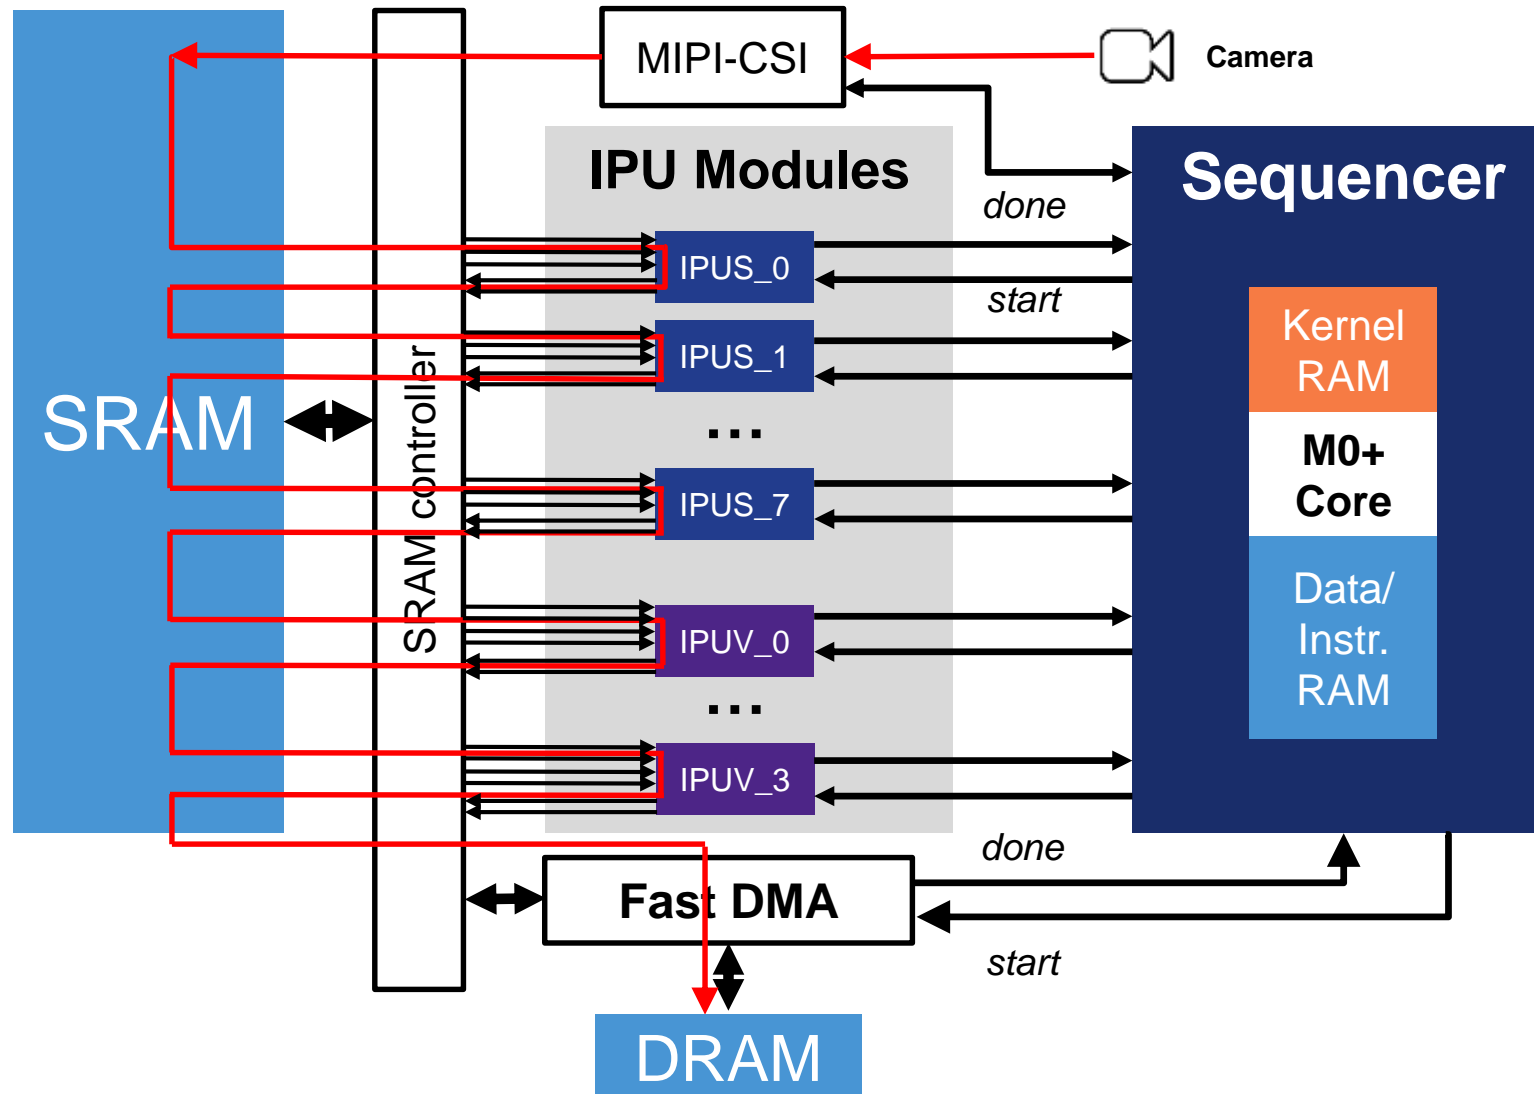 MIPI-CSI
Camera
IPU Modules
Sequencer
done
IPUS_0
start
IPUS_1
Kernel
RAM
SRAM
SRAM controller
...
M0+
Core
IPUS_7
Data/
Instr.
RAM
IPUV_0
...
IPUV_3
done
Fast DMA
start
DRAM